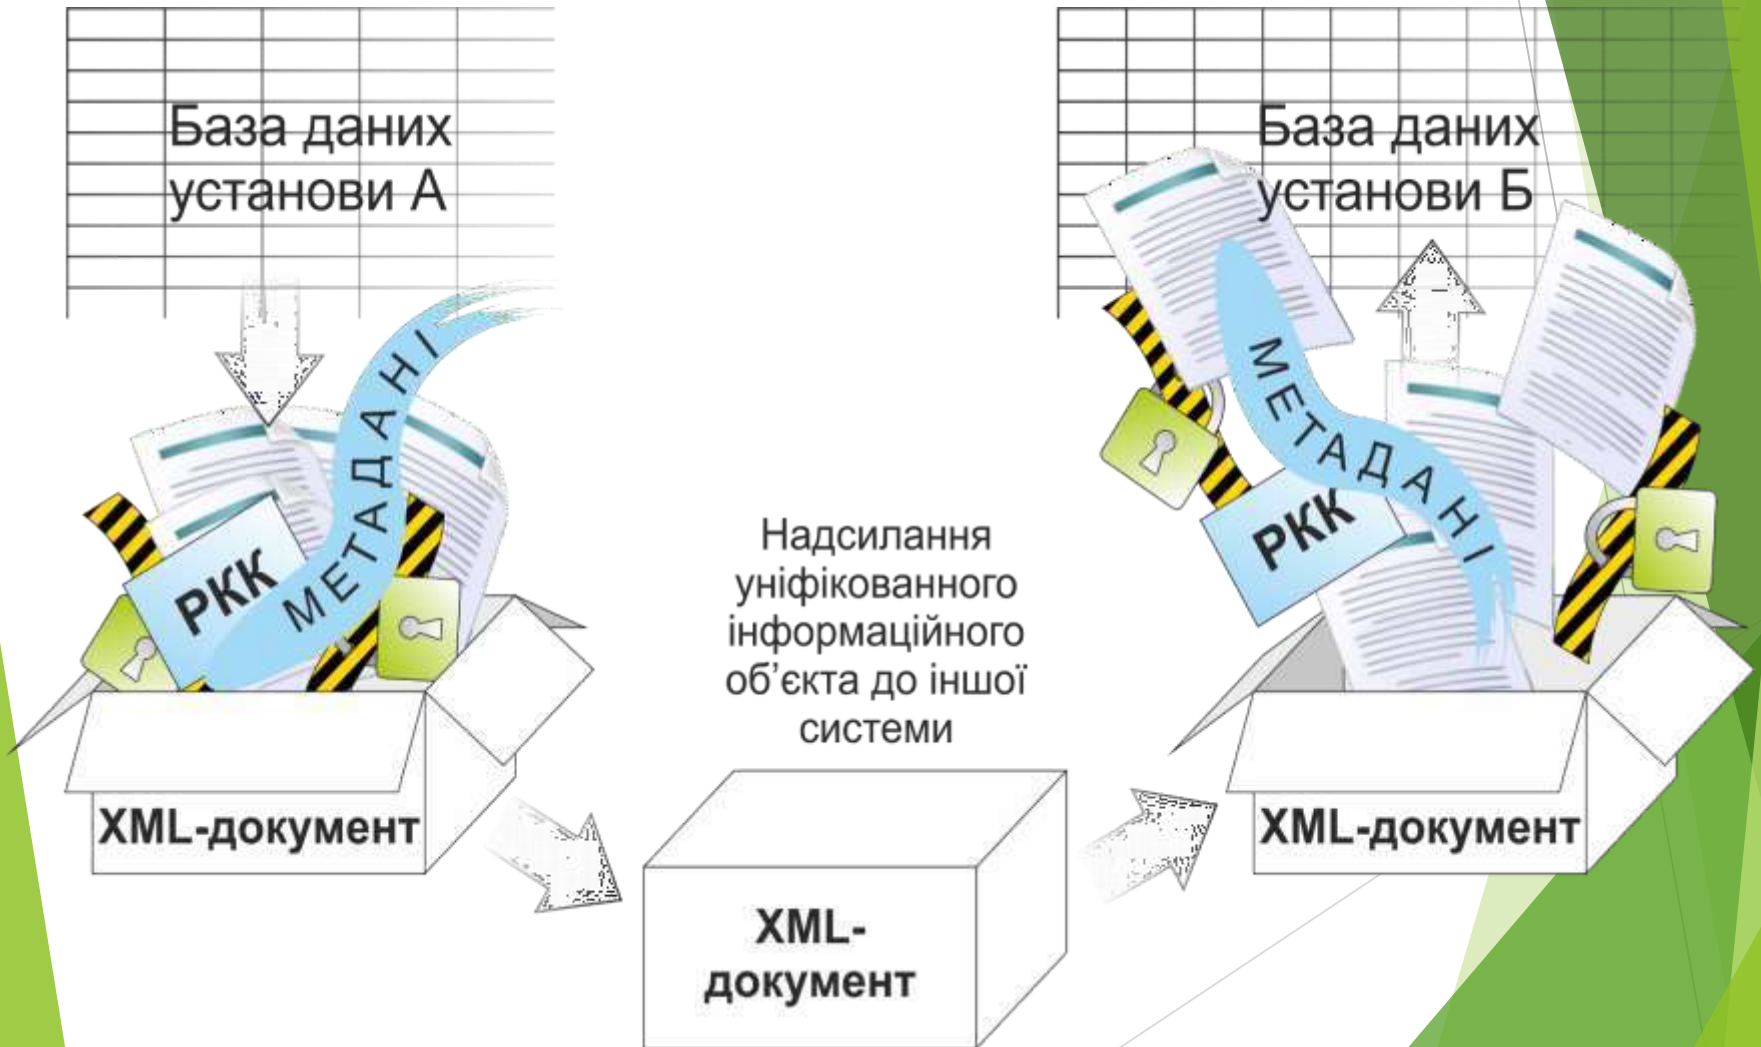 База даних
установи А
МЕТАДАНІ
РКК
XML-документ
Надсилання
уніфікованного
інформаційного
об’єкта до іншої
системи
XML-
документ
База даних
установи Б
МЕТАДАНІ
РКК
XML-документ